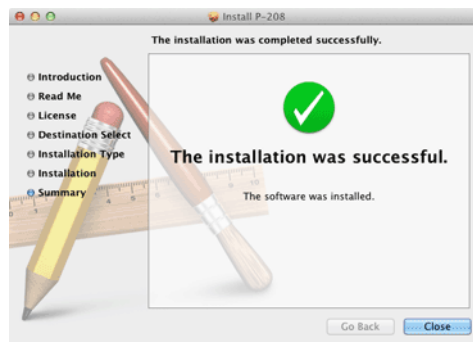 Install P-208
The installation was completed successfully.
Introduction
Read Me
License
Destination Select
Installation Type
Installation
Summary
The installation was successful.
The software was installed.
Go Back
Close